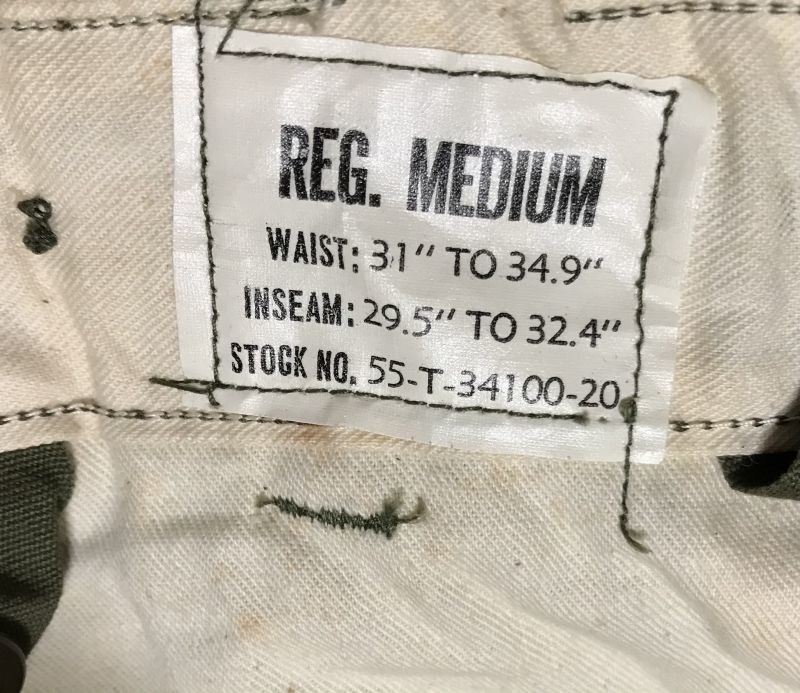 REG. MEDIUM
WAIST: 31" TO 34.9"
INSEAM: 29.5" TO 32.4"
STOCK NO. 55-T-34100-20